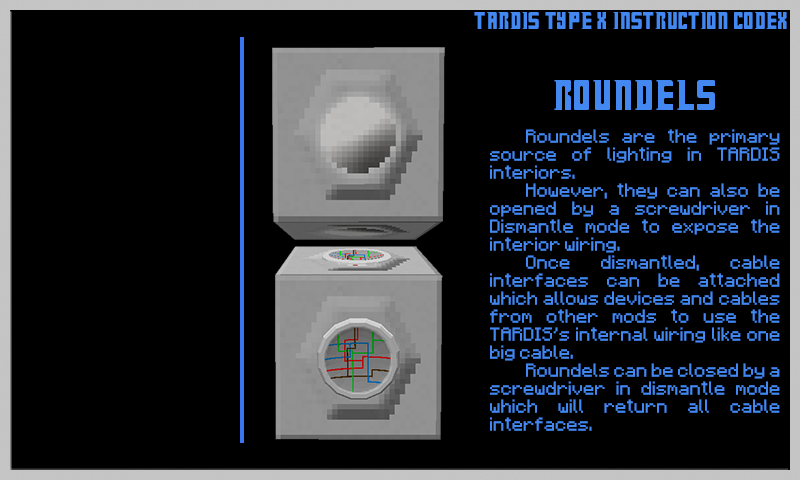 TARDIS TYPE X INSTRUCTION CODEX
ROUNDELS
Roundels are the primary
source of lighting in TARDIS
interiors.
However, they can also be
opened by a screwdriver in
Dismantle mode to expose the
interior wiring.
Once dismantled, cable
interfaces can be attached
which allows devices and cables
from other mods to use the
TARDIS's internal wiring like one
big cable.
Roundels can be closed by a
screwdriver in dismantle mode
which will return all cable
interfaces.